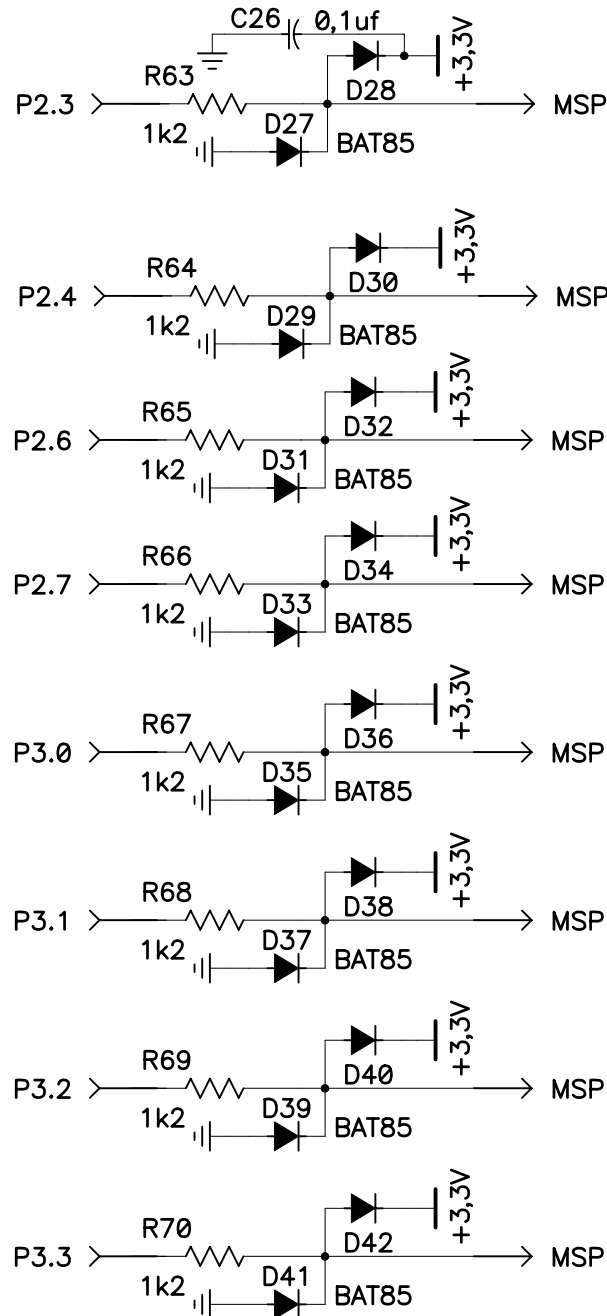 C26 0,1uf
+3,3V
R63
D28
P2.3
MSP
1k2
D27
BAT85
+3,3V
R64
D30
P2.4
MSP
1k2
D29
BAT85
+3,3V
R65
D32
P2.6
MSP
1k2
D31
BAT85
+3,3V
R66
D34
P2.7
MSP
1k2
D33
BAT85
+3,3V
R67
D36
P3.0
MSP
1k2
D35
BAT85
+3,3V
R68
D38
P3.1
MSP
1k2
D37
BAT85
+3,3V
R69
D40
P3.2
MSP
1k2
D39
BAT85
+3,3V
R70
D42
P3.3
MSP
1k2
D41
BAT85